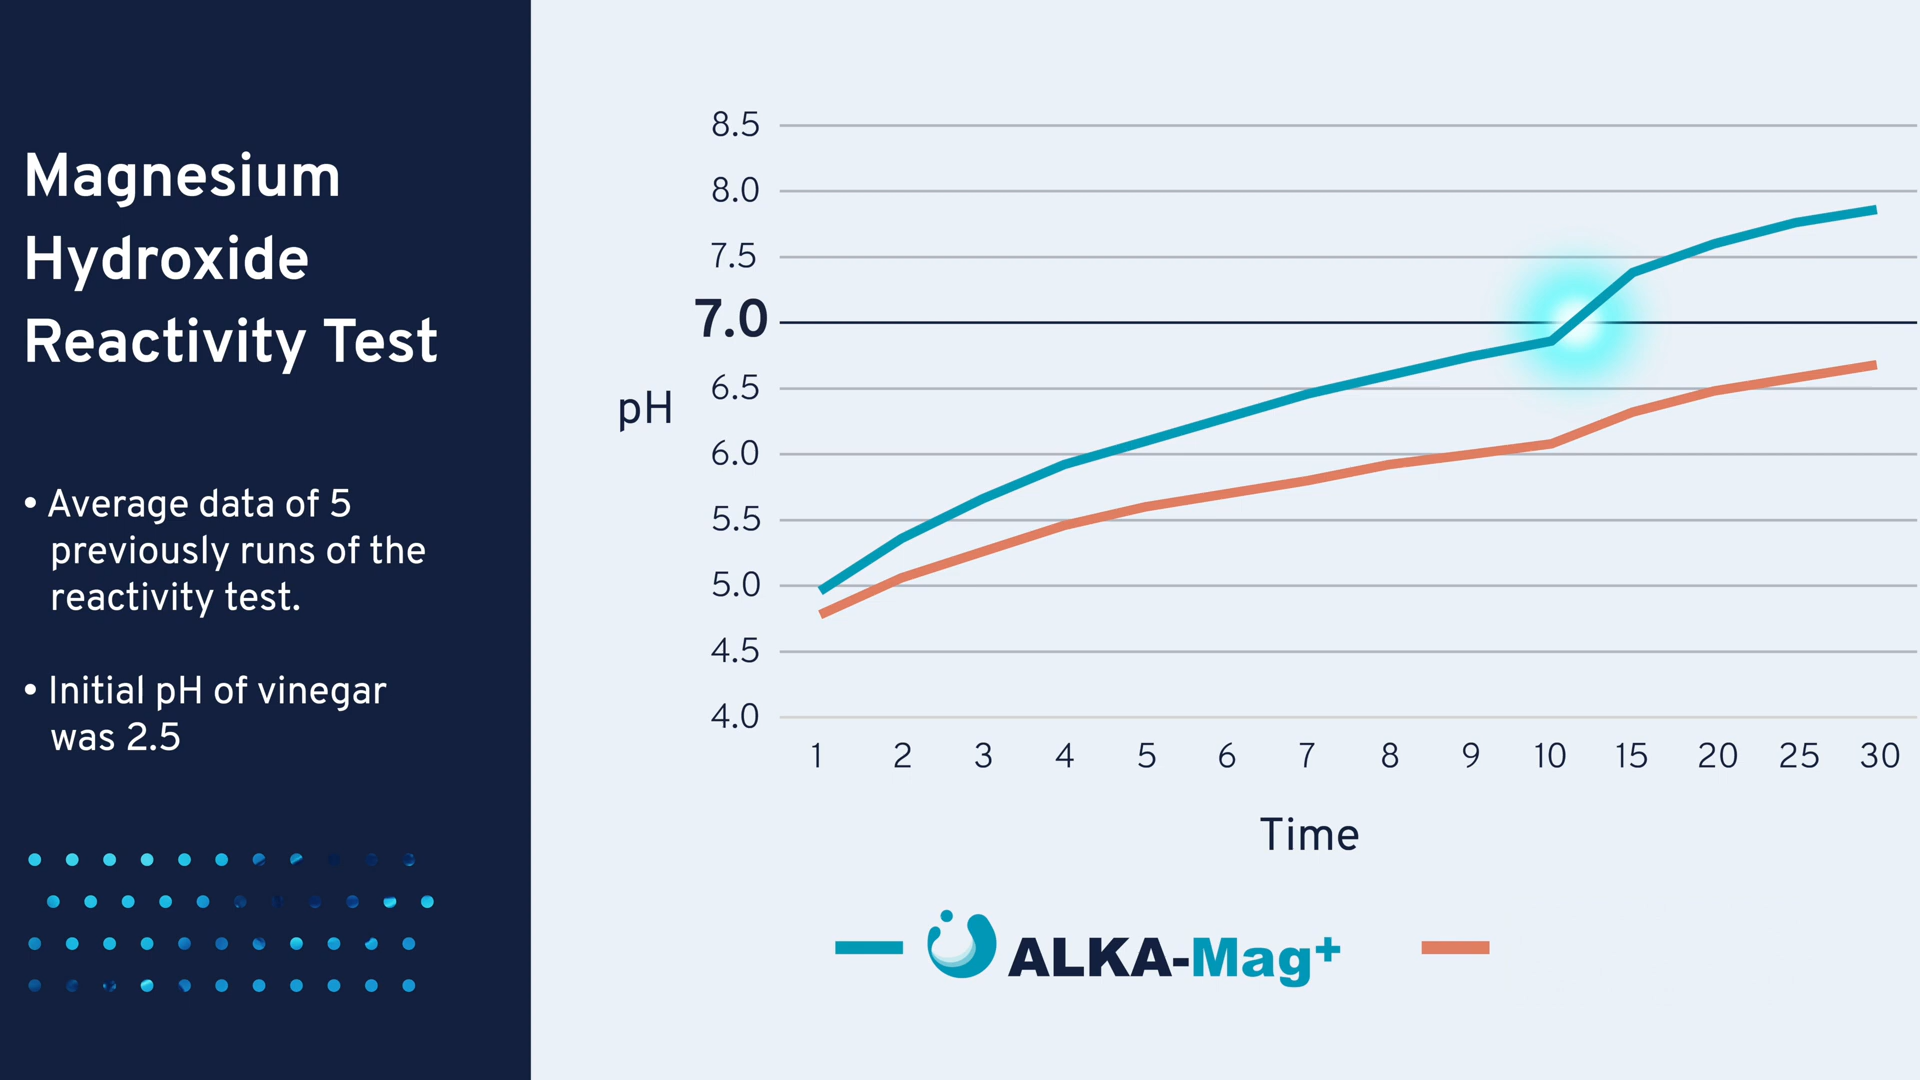 Magnesium
Hydroxide
Reactivity Test
• Average data of 5
previously runs of the
reactivity test.
• Initial pH of vinegar
was 2.5
8.5
8.0
7.5
7.0
pH
6.5
6.0
5.5
5.0
4.5
4.0
1 2 3 4 5 6 7 8 9 10 15 20 25 30
Time
ALKA-Mag+